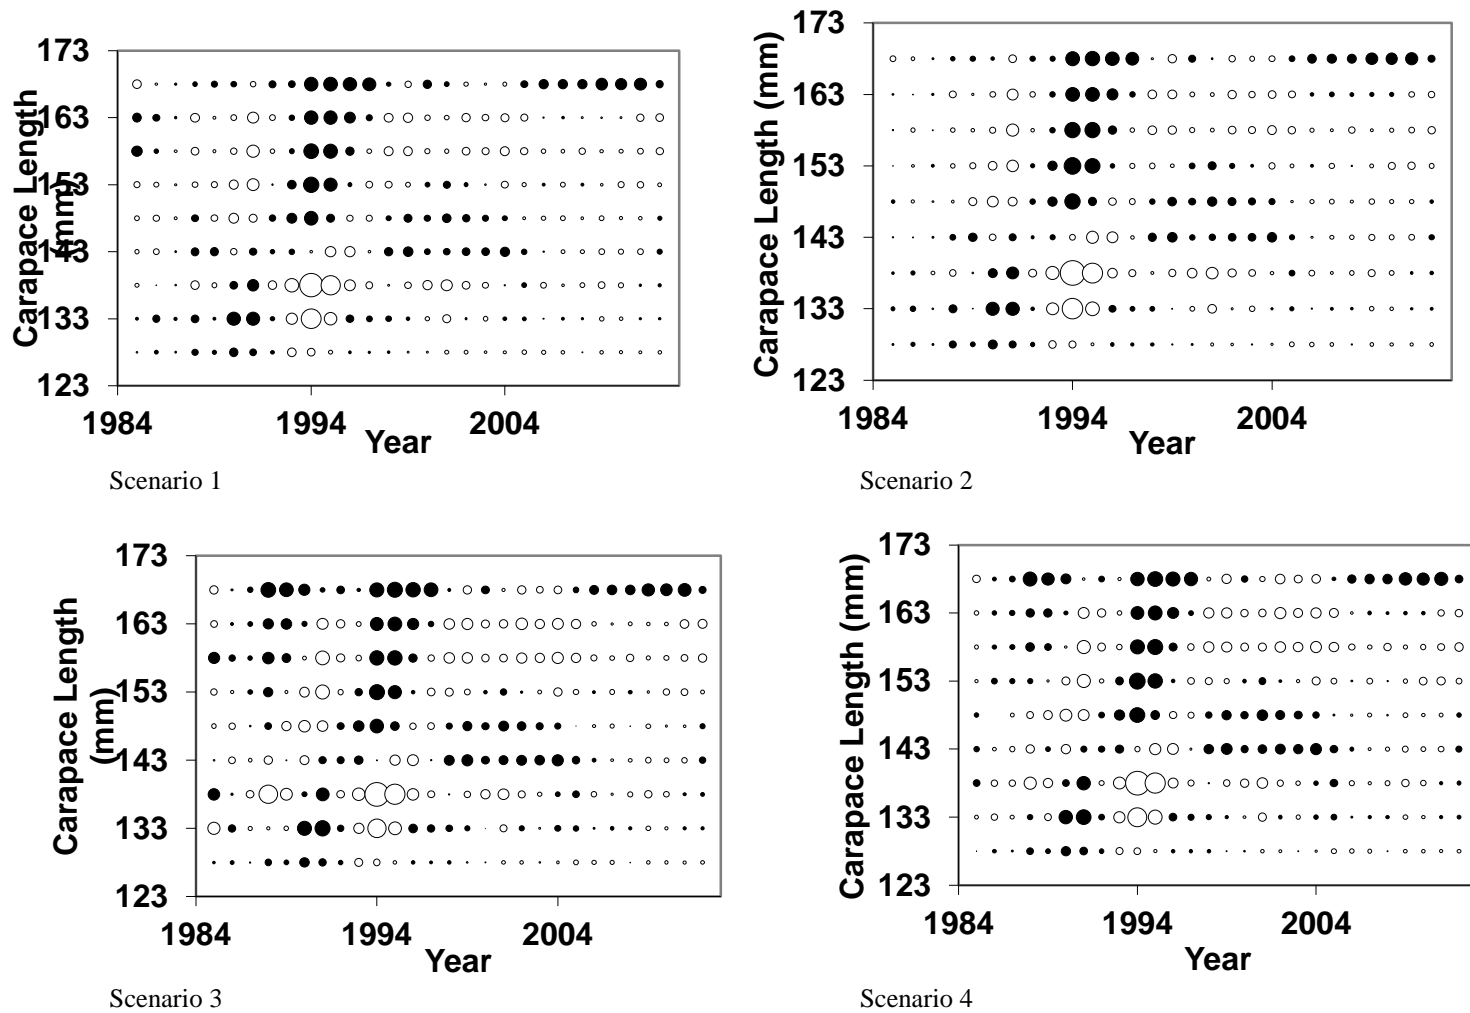 173
163
153
143
133
123
1984
1994
2004
Carapace Length
(mm)
Year
Scenario 1
173
163
153
143
133
123
1984
1994
2004
Carapace Length (mm)
Year
Scenario 2
173
163
153
143
133
123
1984
1994
2004
Carapace Length
(mm)
Year
Scenario 3
173
163
153
143
133
123
1984
1994
2004
Carapace Length (mm)
Year
Scenario 4